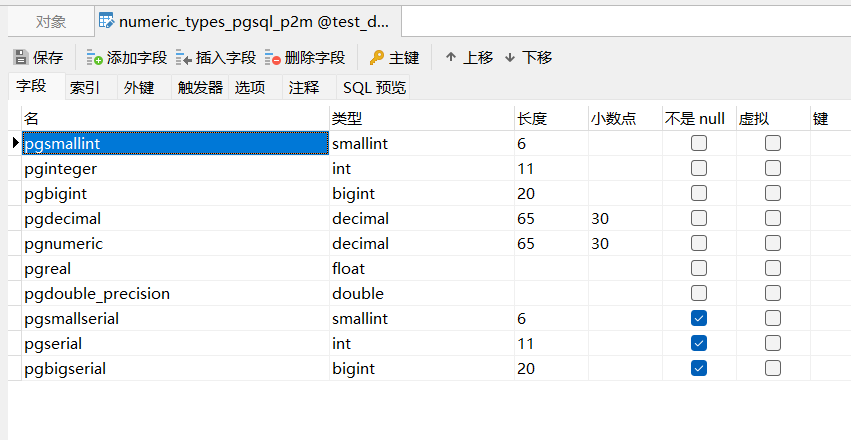 对象 numeric_types_pgsql_p2m @test_d...
保存 添加字段 插入字段 删除字段 主键 上移 下移
字段 索引 外键 触发器 选项 注释 SQL 预览
名 类型 长度 小数点 不是 null 虚拟 键
pgsmallint smallint 6
pginteger int 11
pgbigint bigint 20
pgdecimal decimal 65 30
pgnumeric decimal 65 30
pgreal float
pgdouble_precision double
pgsmallserial smallint 6
pgserial int 11
pgbigserial bigint 20